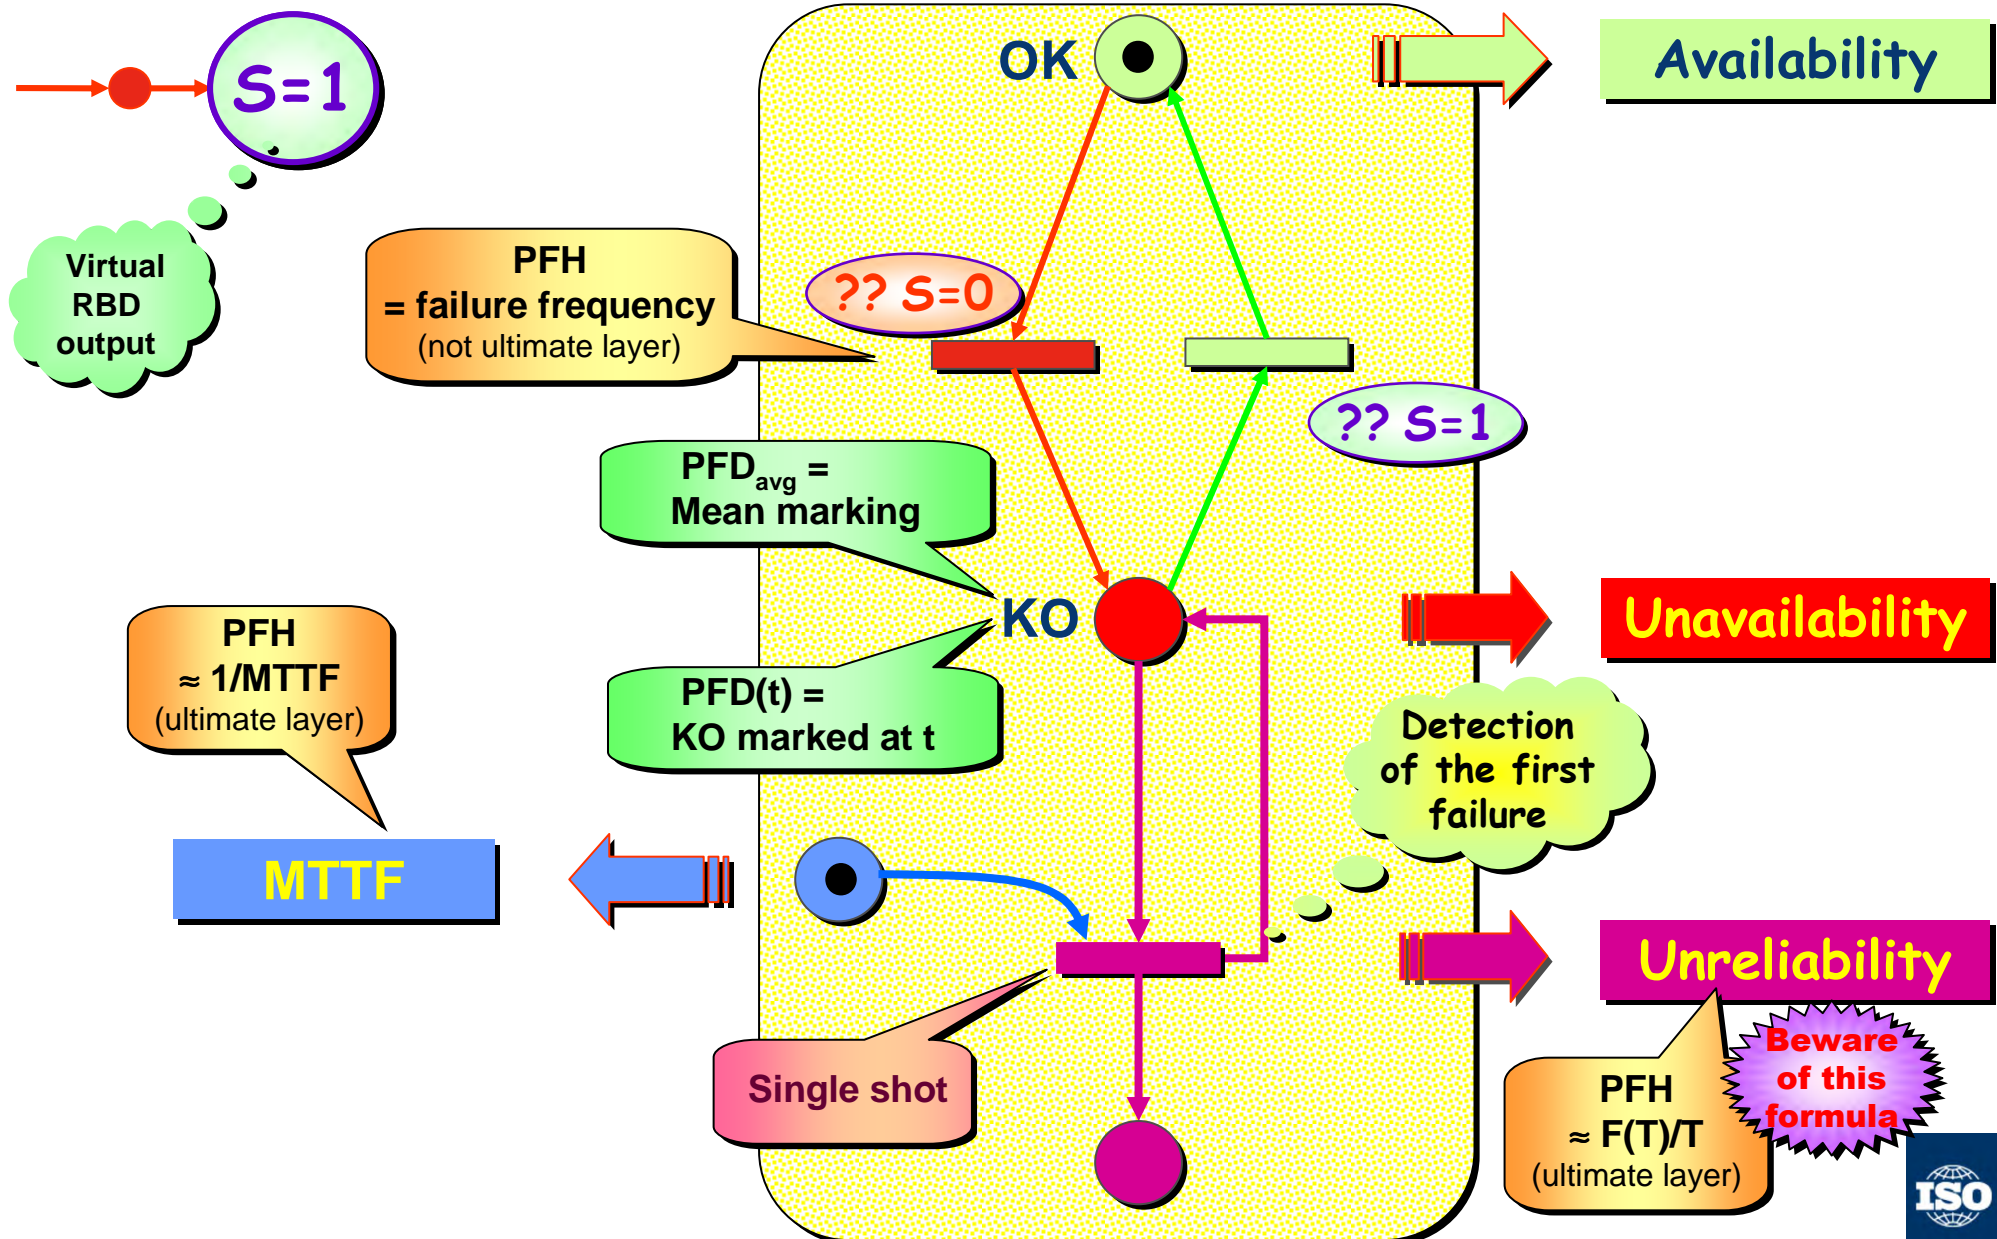 S=1
OK
Availability
Virtual
RBD
output
PFH
= failure frequency
(not ultimate layer)
?? S=0
?? S=1
PFDavg =
Mean marking
KO
Unavailability
PFH
≈ 1/MTTF
(ultimate layer)
PFD(t) =
KO marked at t
Detection
of the first
failure
MTTF
Unreliability
Single shot
Beware
of this
formula
PFH
≈ F(T)/T
(ultimate layer)
ISO